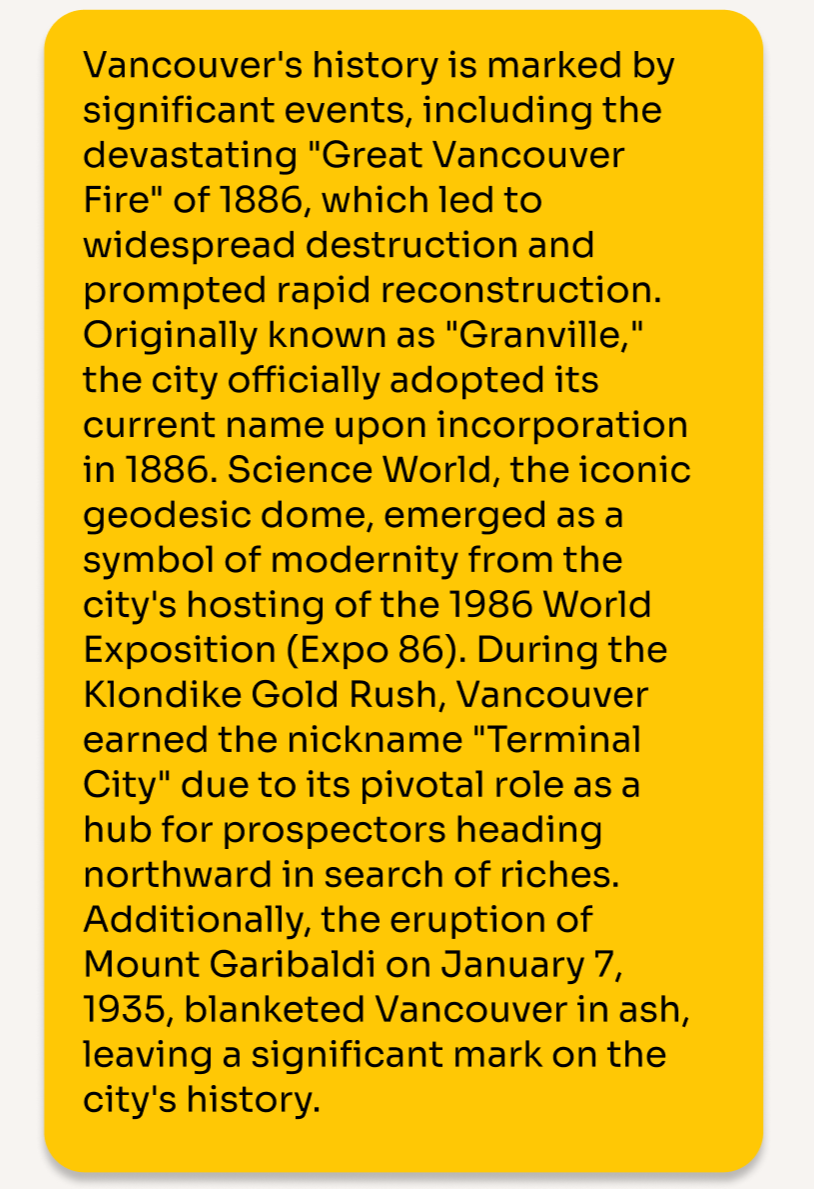 Vancouver's history is marked by
significant events, including the
devastating "Great Vancouver
Fire" of 1886, which led to
widespread destruction and
prompted rapid reconstruction.
Originally known as "Granville,"
the city officially adopted its
current name upon incorporation
in 1886. Science World, the iconic
geodesic dome, emerged as a
symbol of modernity from the
city's hosting of the 1986 World
Exposition (Expo 86). During the
Klondike Gold Rush, Vancouver
earned the nickname "Terminal
City" due to its pivotal role as a
hub for prospectors heading
northward in search of riches.
Additionally, the eruption of
Mount Garibaldi on January 7,
1935, blanketed Vancouver in ash,
leaving a significant mark on the
city's history.